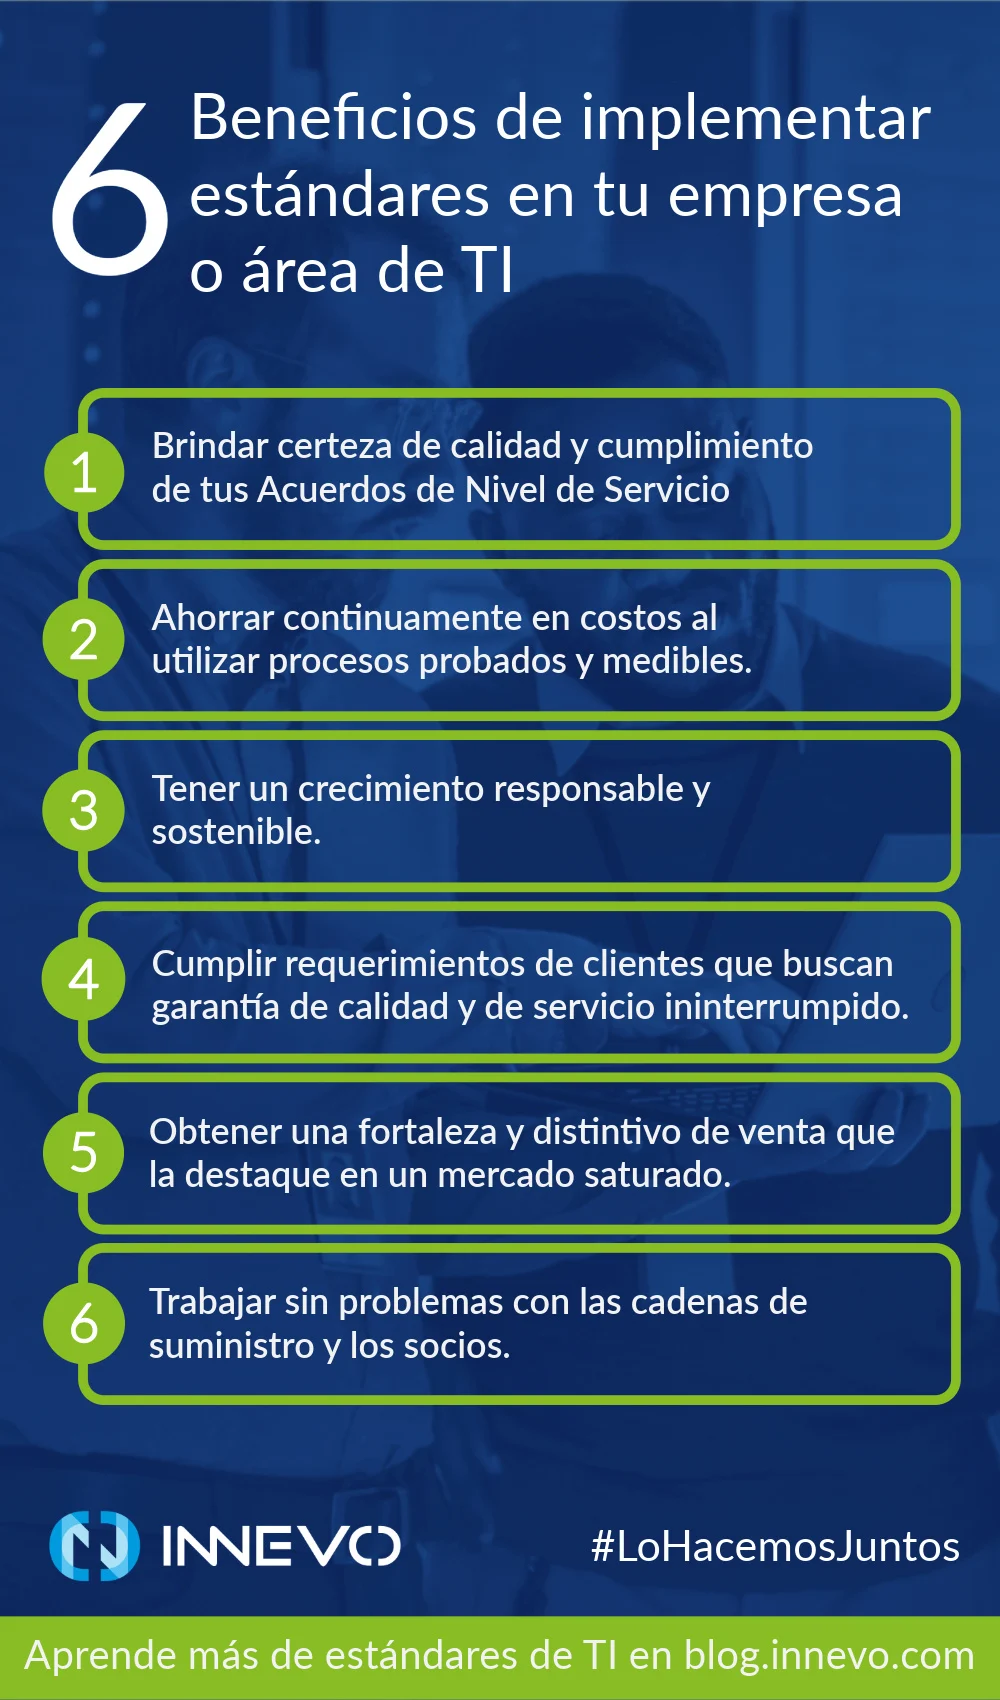 6
Beneficios de implementar
estándares en tu empresa
o área de TI
1
Brindar certeza de calidad y cumplimiento
de tus Acuerdos de Nivel de Servicio
2
Ahorrar continuamente en costos al
utilizar procesos probados y medibles.
3
Tener un crecimiento responsable y
sostenible.
4
Cumplir requerimientos de clientes que buscan
garantía de calidad y de servicio ininterrumpido.
5
Obtener una fortaleza y distintivo de venta que
la destaque en un mercado saturado.
6
Trabajar sin problemas con las cadenas de
suministro y los socios.
INNEVO
#LoHacemosJuntos
Aprende más de estándares de TI en blog.innevo.com